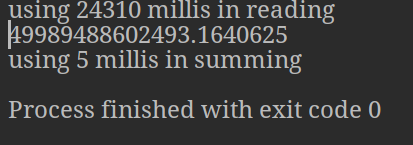 using 24310 millis in reading
49989488602493.1640625
using 5 millis in summing
Process finished with exit code 0